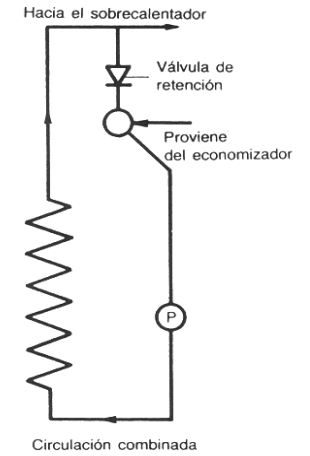 Hacia el sobrecalentador
Válvula de
retención
Proviene
del economizador
P
Circulación combinada